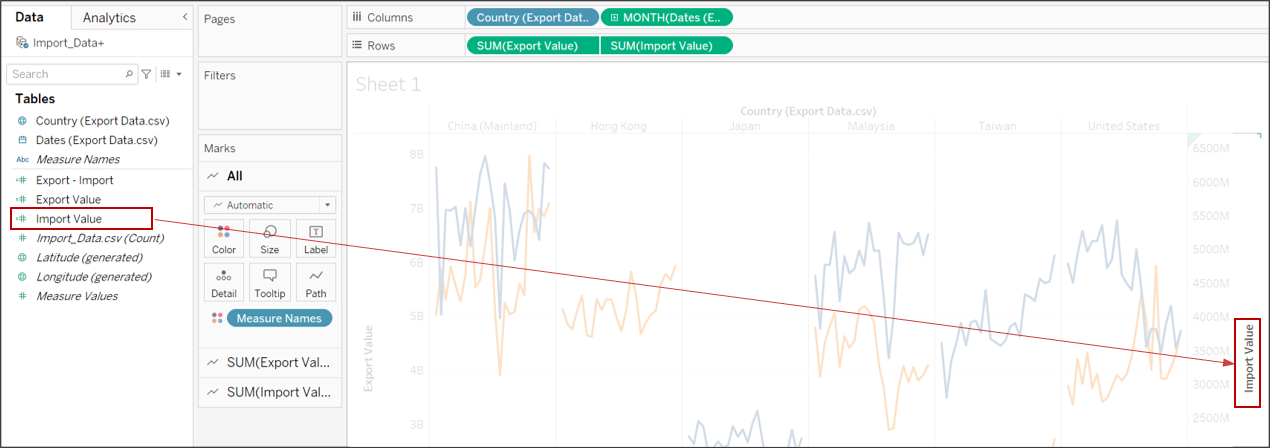 Data
Analytics
Import_Data+
Search
Tables
Country (Export Data.csv)
Dates (Export Data.csv)
Abc
Measure Names
Export - Import
Export Value
Import Value
Import_Data.csv (Count)
Latitude (generated)
Longitude (generated)
Measure Values
Pages
Filters
Marks
All
Automatic
Color
Size
T
Label
Detail
Tooltip
Path
Measure Names
SUM(Export Val...
SUM(Import Val...
Columns
Country (Export Dat..
MONTH(Dates (E..
Rows
SUM(Export Value)
SUM(Import Value)
Sheet 1
Country (Export Data.csv)
China (Mainland)
Hong Kong
Japan
Malaysia
Taiwan
United States
8B
7B
6B
5B
4B
3B
Export Value
6500M
6000M
5500M
5000M
4500M
4000M
3500M
3000M
2500M
Import Value